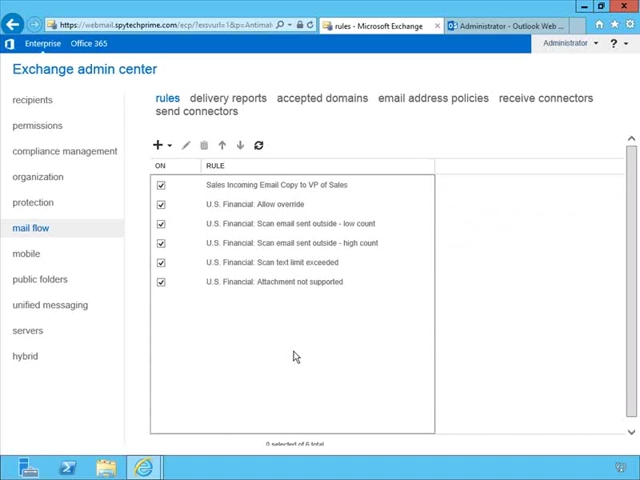 https://webmail.spytechprime.com/ecp/?exsvurl=1&p=Antimal
rules - Microsoft Exchange
Administrator - Outlook Web ...
Enterprise Office 365
Administrator ?
Exchange admin center
recipients
permissions
compliance management
organization
protection
mail flow
mobile
public folders
unified messaging
servers
hybrid
rules delivery reports accepted domains email address policies receive connectors
send connectors
ON RULE
Sales Incoming Email Copy to VP of Sales
U.S. Financial: Allow override
U.S. Financial: Scan email sent outside - low count
U.S. Financial: Scan email sent outside - high count
U.S. Financial: Scan text limit exceeded
U.S. Financial: Attachment not supported
0 selected of 6 total